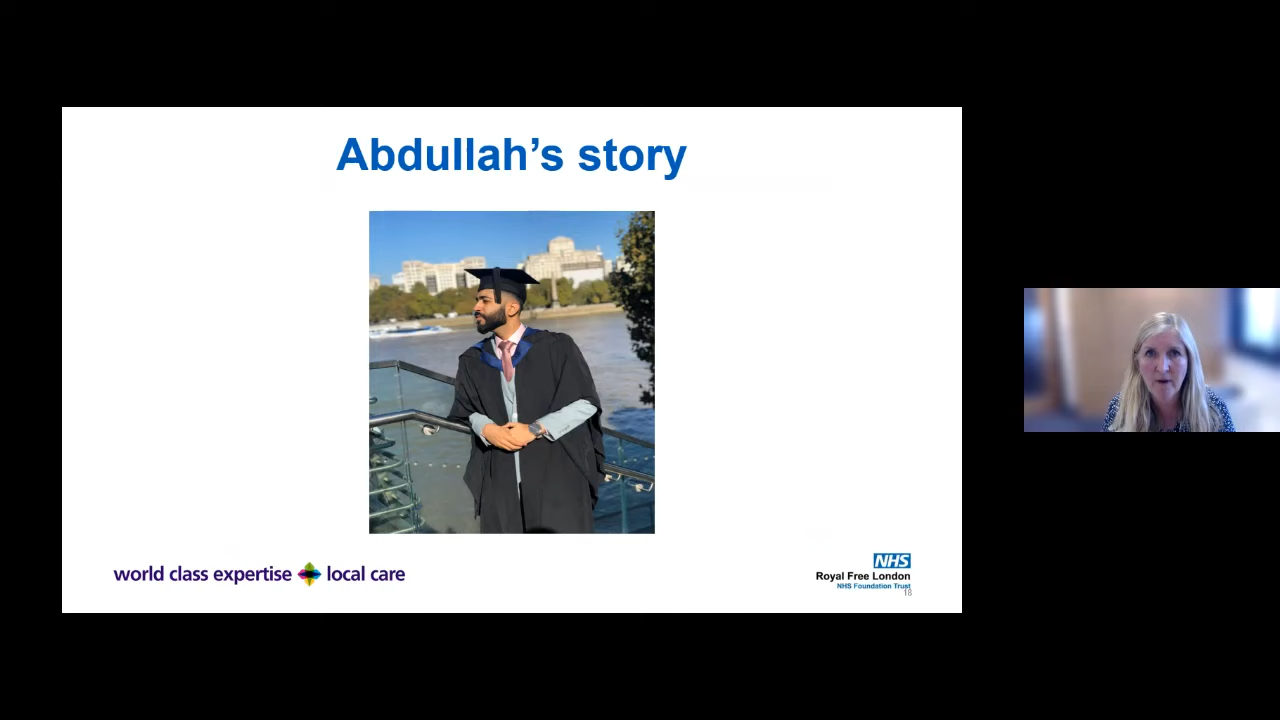 Abdullah’s story
world class expertise local care
NHS
Royal Free London
NHS Foundation Trust
18